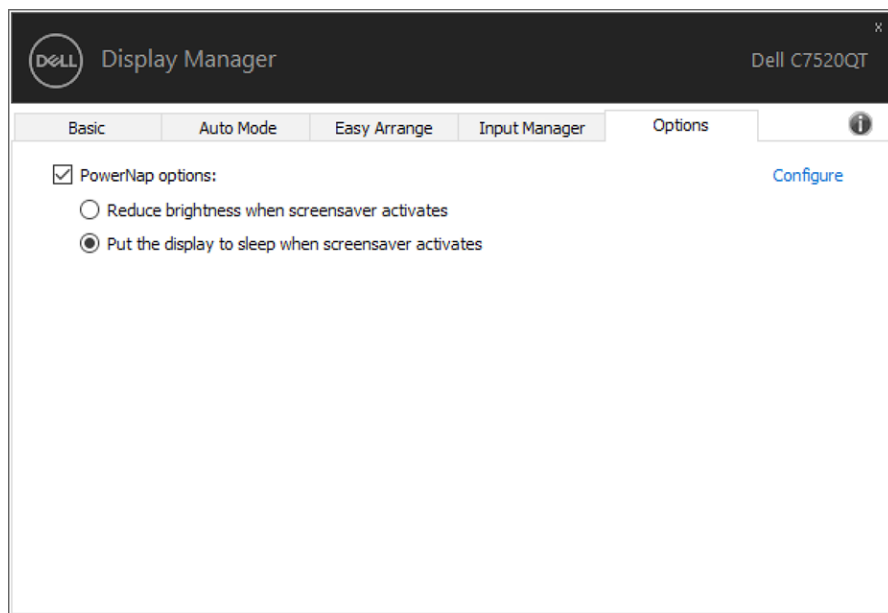 x
DELL Display Manager Dell C7520QT
Basic Auto Mode Easy Arrange Input Manager Options i
PowerNap options: Configure
Reduce brightness when screensaver activates
Put the display to sleep when screensaver activates